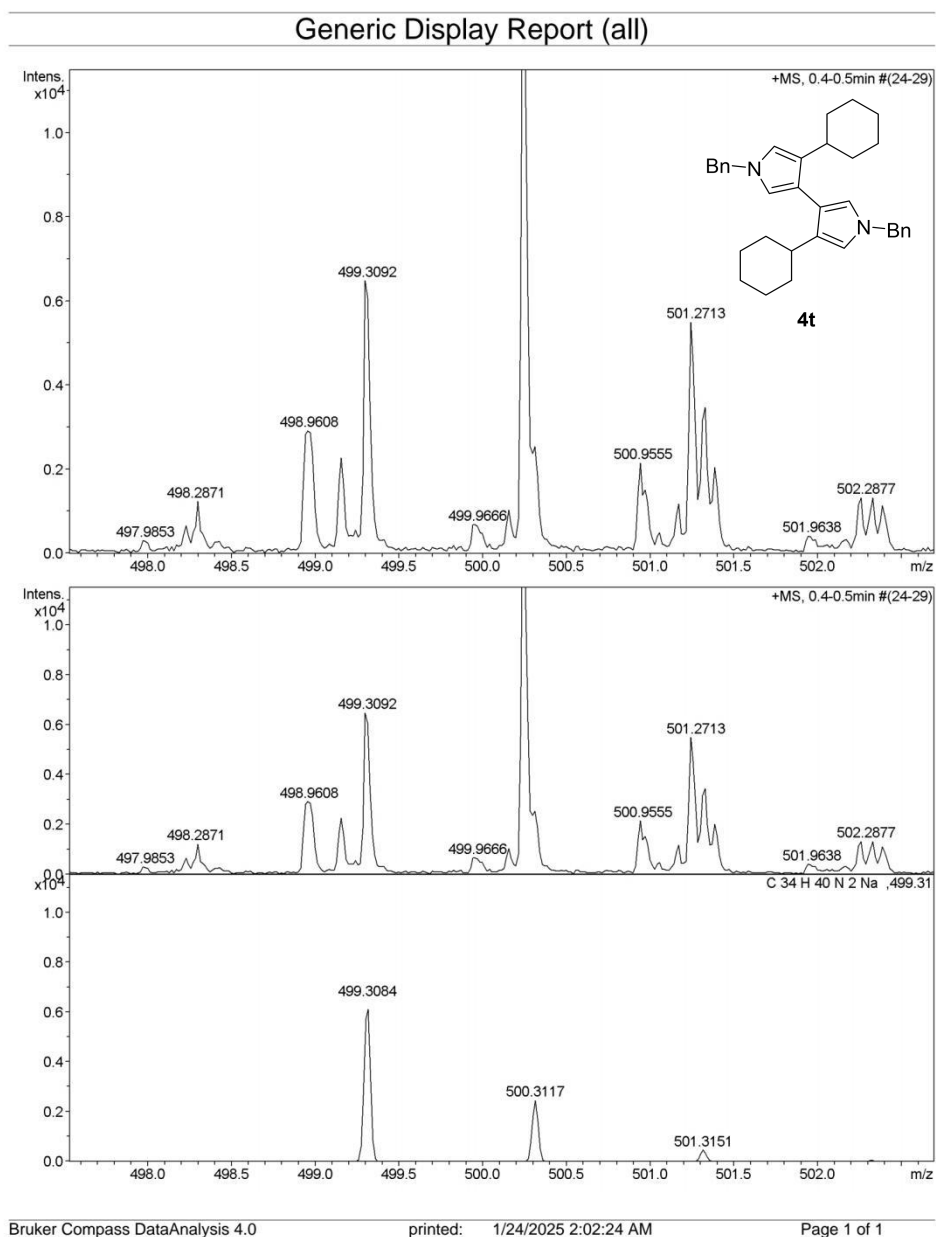 Generic Display Report (all)
Intens.
x10⁴
+MS, 0.4-0.5min #(24-29)
1.0
0.8
0.6
0.4
0.2
0.0
Bn
N
N
Bn
4t
499.3092
501.2713
498.9608
500.9555
498.2871
502.2877
499.9666
497.9853
501.9638
498.0 498.5 499.0 499.5 500.0 500.5 501.0 501.5 502.0 m/z
Intens.
x10⁴
+MS, 0.4-0.5min #(24-29)
1.0
0.8
0.6
0.4
0.2
0.0
499.3092
501.2713
498.9608
500.9555
498.2871
502.2877
499.9666
497.9853
501.9638
x10⁴
C 34 H 40 N 2 Na ,499.31
1.0
0.8
0.6
0.4
0.2
0.0
499.3084
500.3117
501.3151
498.0 498.5 499.0 499.5 500.0 500.5 501.0 501.5 502.0 m/z
Bruker Compass DataAnalysis 4.0 printed: 1/24/2025 2:02:24 AM Page 1 of 1